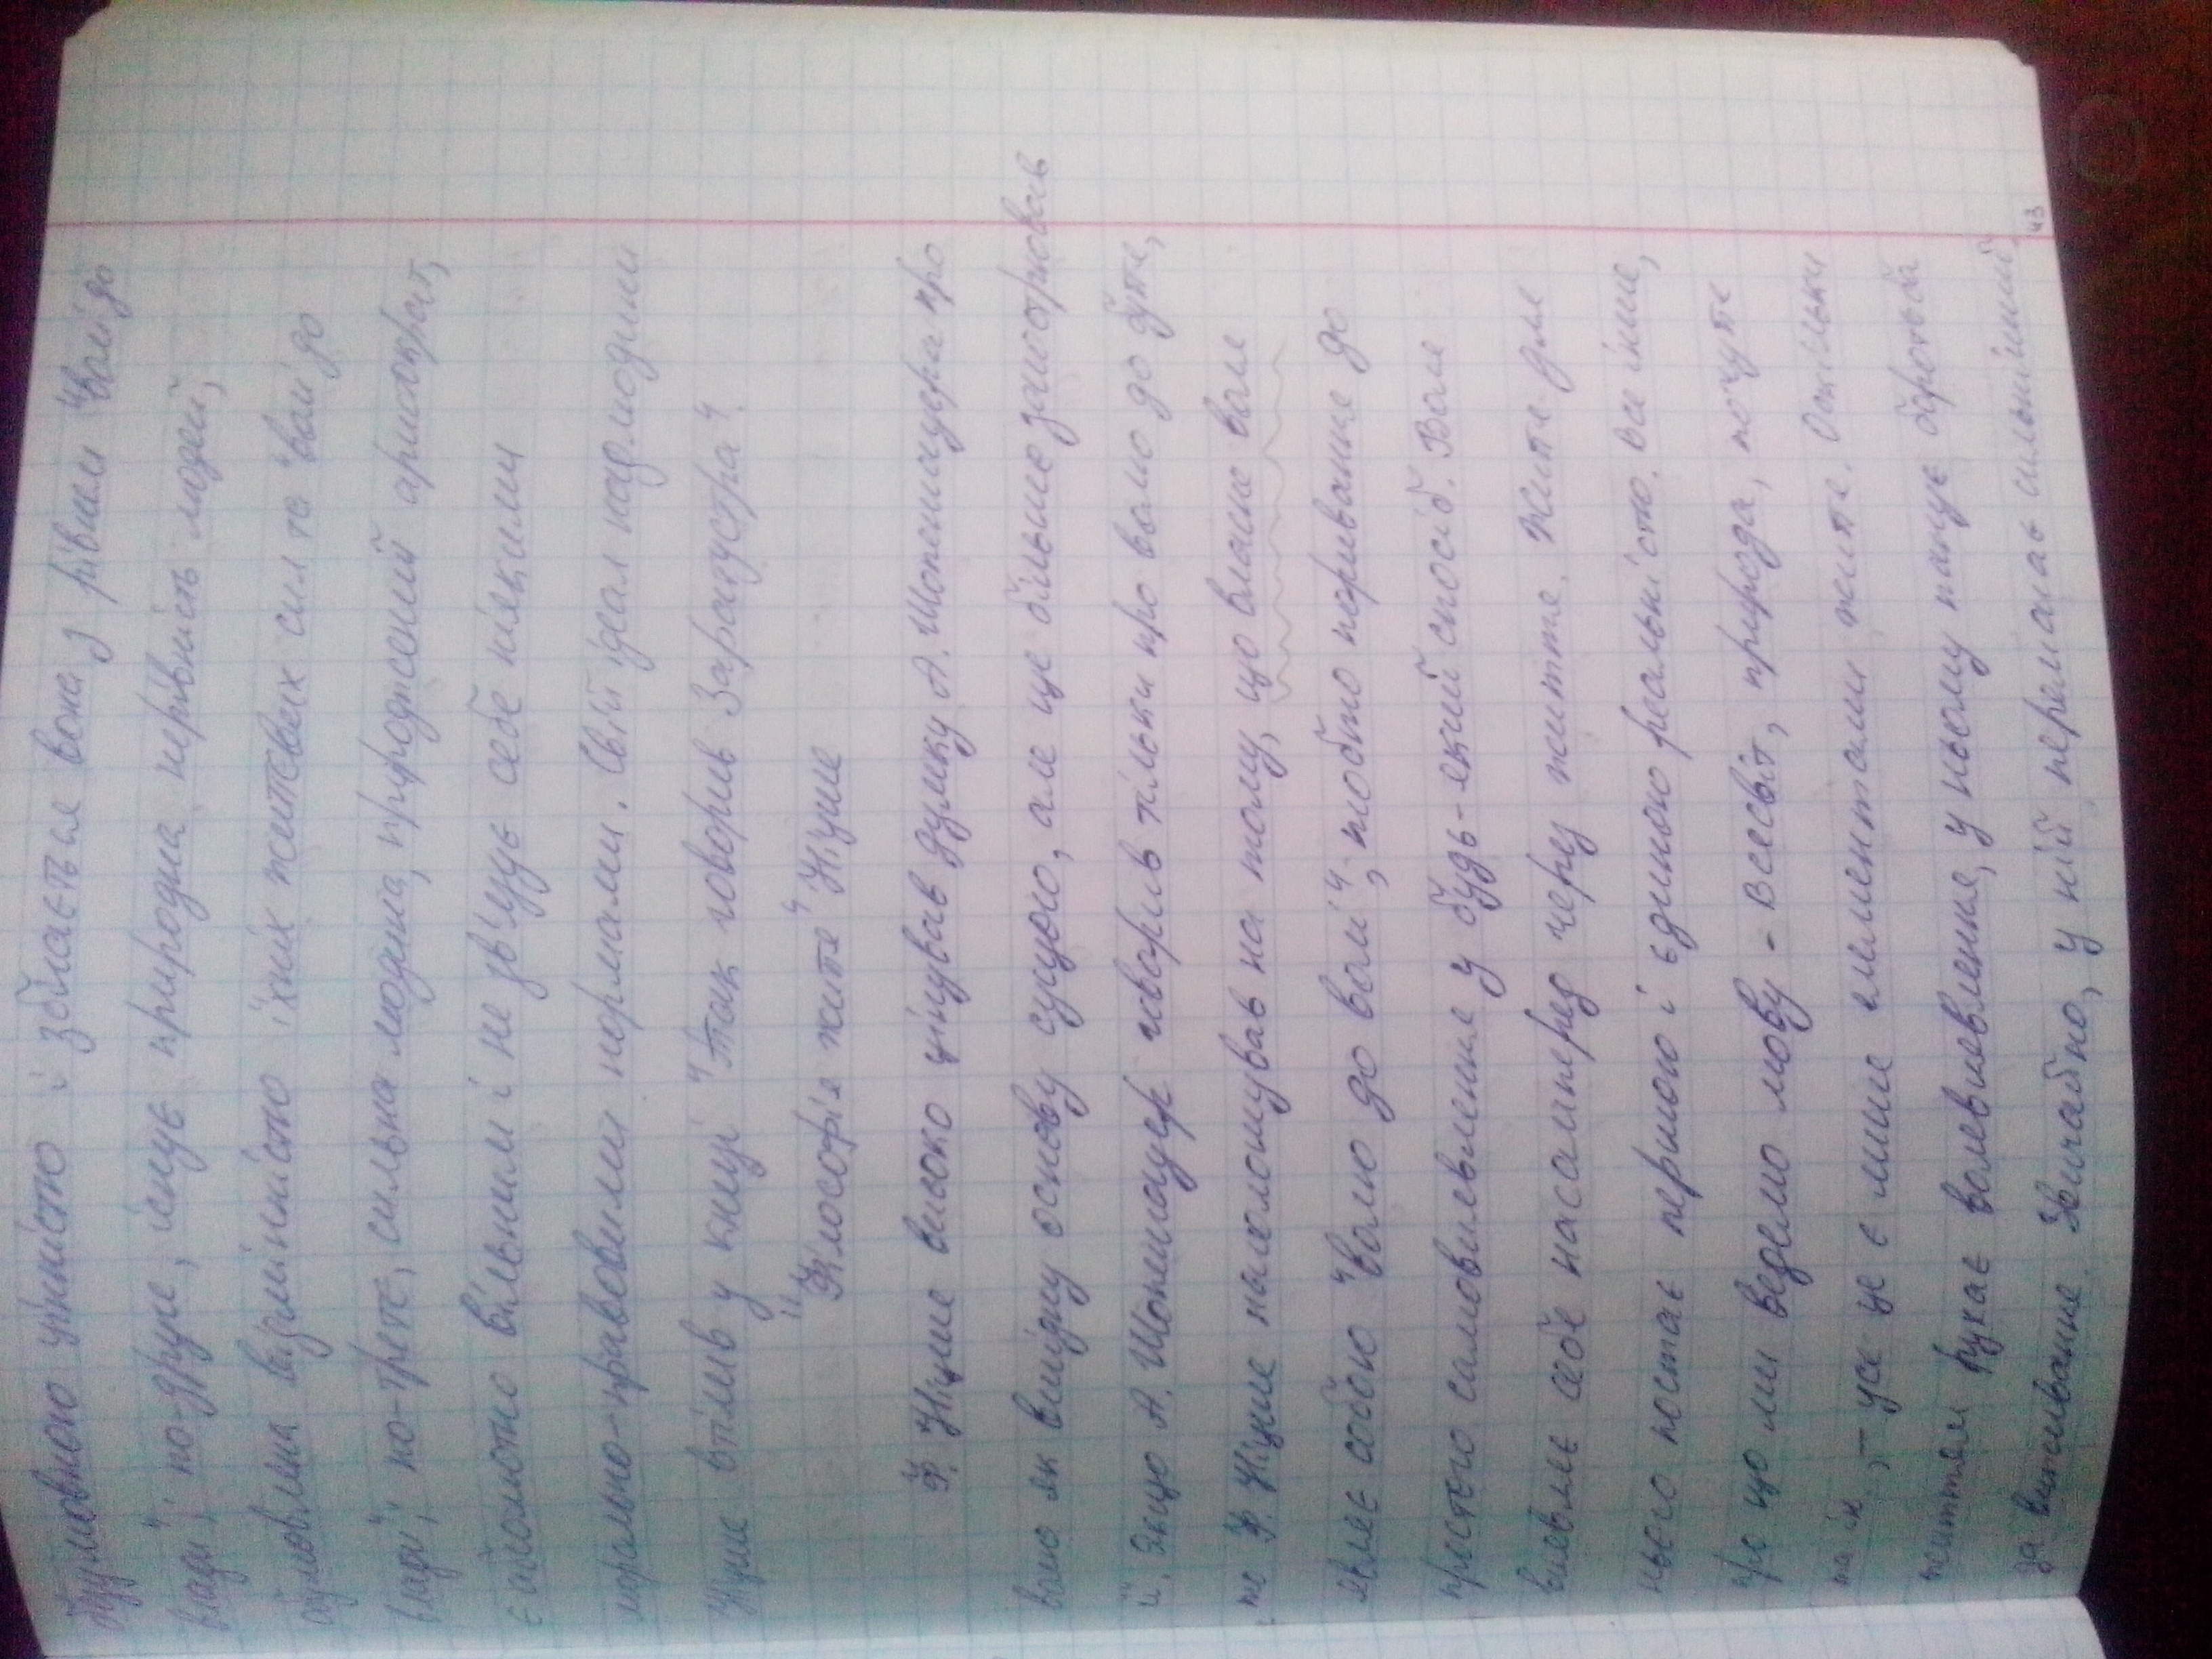 безумовною цінністю і збігається вона з рівнем "волі до
влади"; по-друге, існує природна нерівність людей,
обумовлена відмінністю їхніх життєвих сил та "волі до
влади"; по-третє, сильна людина, природжений аристократ,
є абсолютно вільним і не зв'язує себе ніякими
морально-правовими нормами. Свій ідеал надлюдини
Ніцше втілив у книзі "Так говорив Заратустра".
"Філософія життя" Ніцше
Ф. Ніцше високо цінував думку А. Шопенгауера про
волю як вихідну основу сущого, але ще більше загострював
її. Якщо А. Шопенгауер говорив тільки про волю до буття,
то Ф. Ніцше наголошував на тому, що власне воля
являє собою "волю до волі", тобто поривання до
простого самовиявлення у будь-який спосіб. Воля
виявляє себе насамперед через життя. Життя для
нього постає першою і єдиною реальністю. Все інше,
про що ми ведемо мову - Всесвіт, природа, почуття
та ін., - усе це є лише елементами життя. Оскільки
життям рухає волевиявлення, у ньому панує боротьба
за виживання. Звичайно, у ній перемагає сильніший.
43